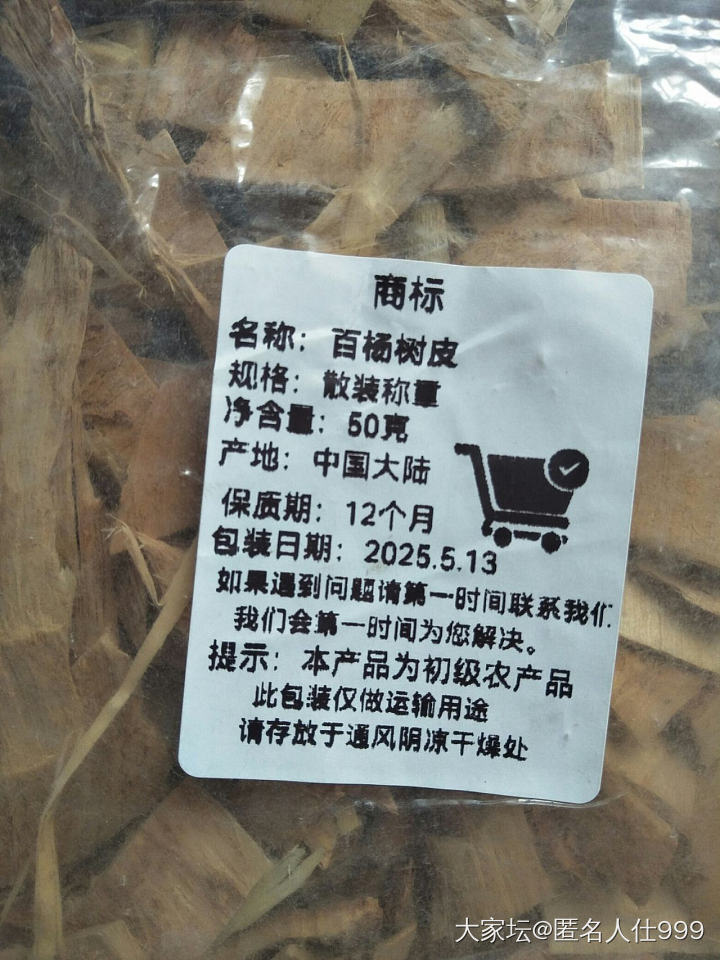 商标
名称：百杨树皮
规格：散装称重
净含量：50克
产地：中国大陆
保质期：12个月
包装日期：2025.5.13
如果遇到问题请第一时间联系我们
我们会第一时间为您解决。
提示：本产品为初级农产品
此包装仅做运输用途
请存放于通风阴凉干燥处
大家坛@匿名人仕999